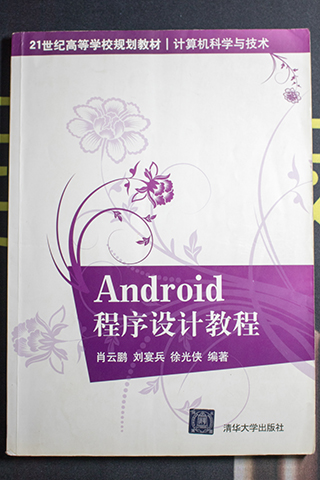 21世纪高等学校规划教材 | 计算机科学与技术
Android
程序设计教程
肖云鹏 刘宴兵 徐光侠 编著
清华大学出版社